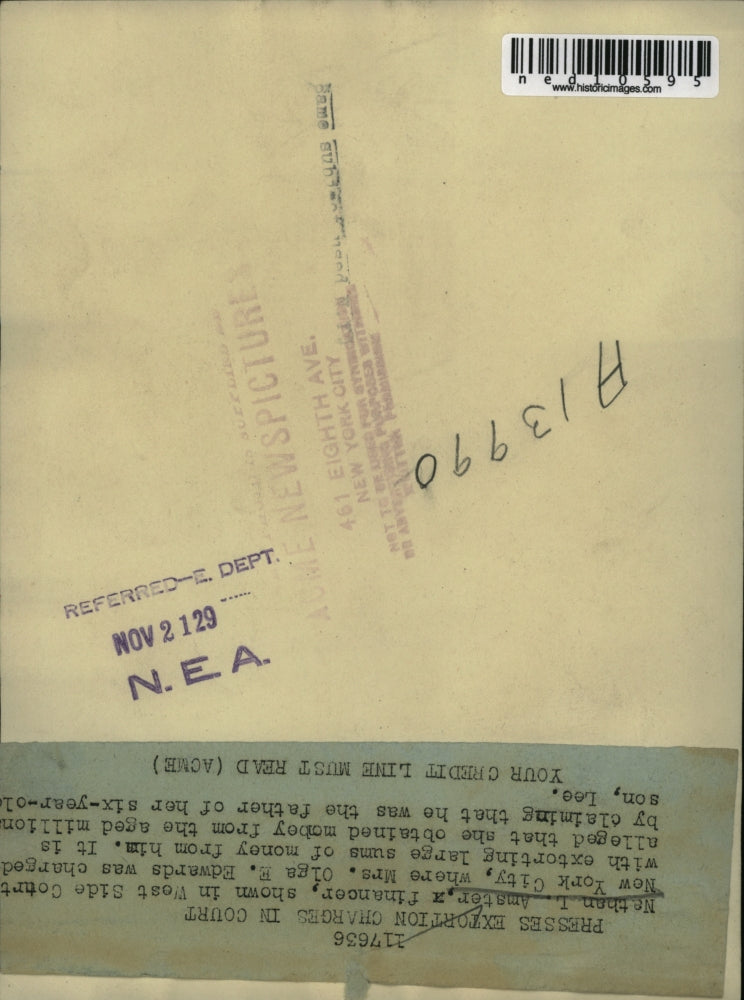 ned10595
www.historicimages.com
Same sub
ACME NEWSPICTURE
461 EIGHTH AVE.
NEW YORK CITY
A13990
REFERRED—E. DEPT.
NOV 21 29
N.E.A.
117636
PRESSES EXTORTION CHARGES IN COURT
Nathan L. Amster, financer, shown in West Side Court
New York City, where Mrs. Olga E. Edwards was charged
with extorting large sums of money from him. It is
alleged that she obtained mobey from the aged million
by claiming that he was the father of her six-year-ol
son, Lee.
YOUR CREDIT LINE MUST READ (ACME)